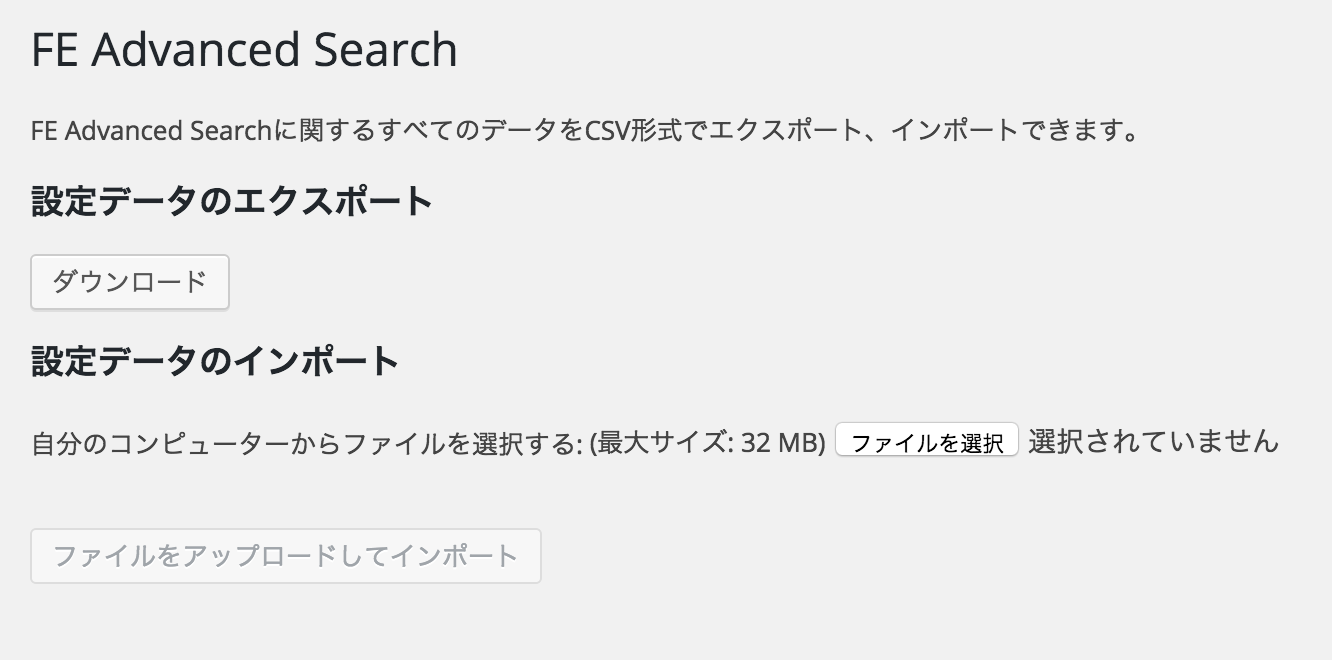 FE Advanced Search
FE Advanced Searchに関するすべてのデータをCSV形式でエクスポート、インポートできます。
設定データのエクスポート
ダウンロード
設定データのインポート
自分のコンピューターからファイルを選択する: (最大サイズ: 32 MB) ファイルを選択 選択されていません
ファイルをアップロードしてインポート